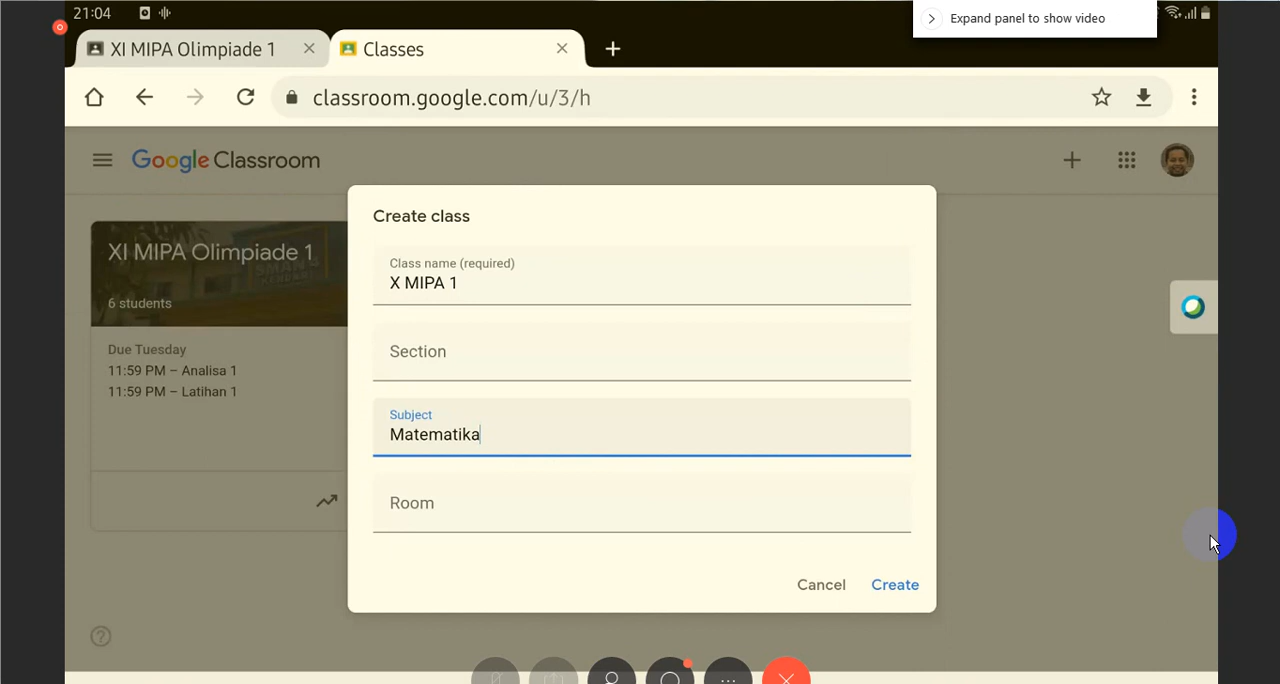 21:04
Expand panel to show video
XI MIPA Olimpiade 1
Classes
classroom.google.com/u/3/h
Google Classroom
XI MIPA Olimpiade 1
6 students
Due Tuesday
11:59 PM – Analisa 1
11:59 PM – Latihan 1
Create class
Class name (required)
X MIPA 1
Section
Subject
Matematika
Room
Cancel
Create